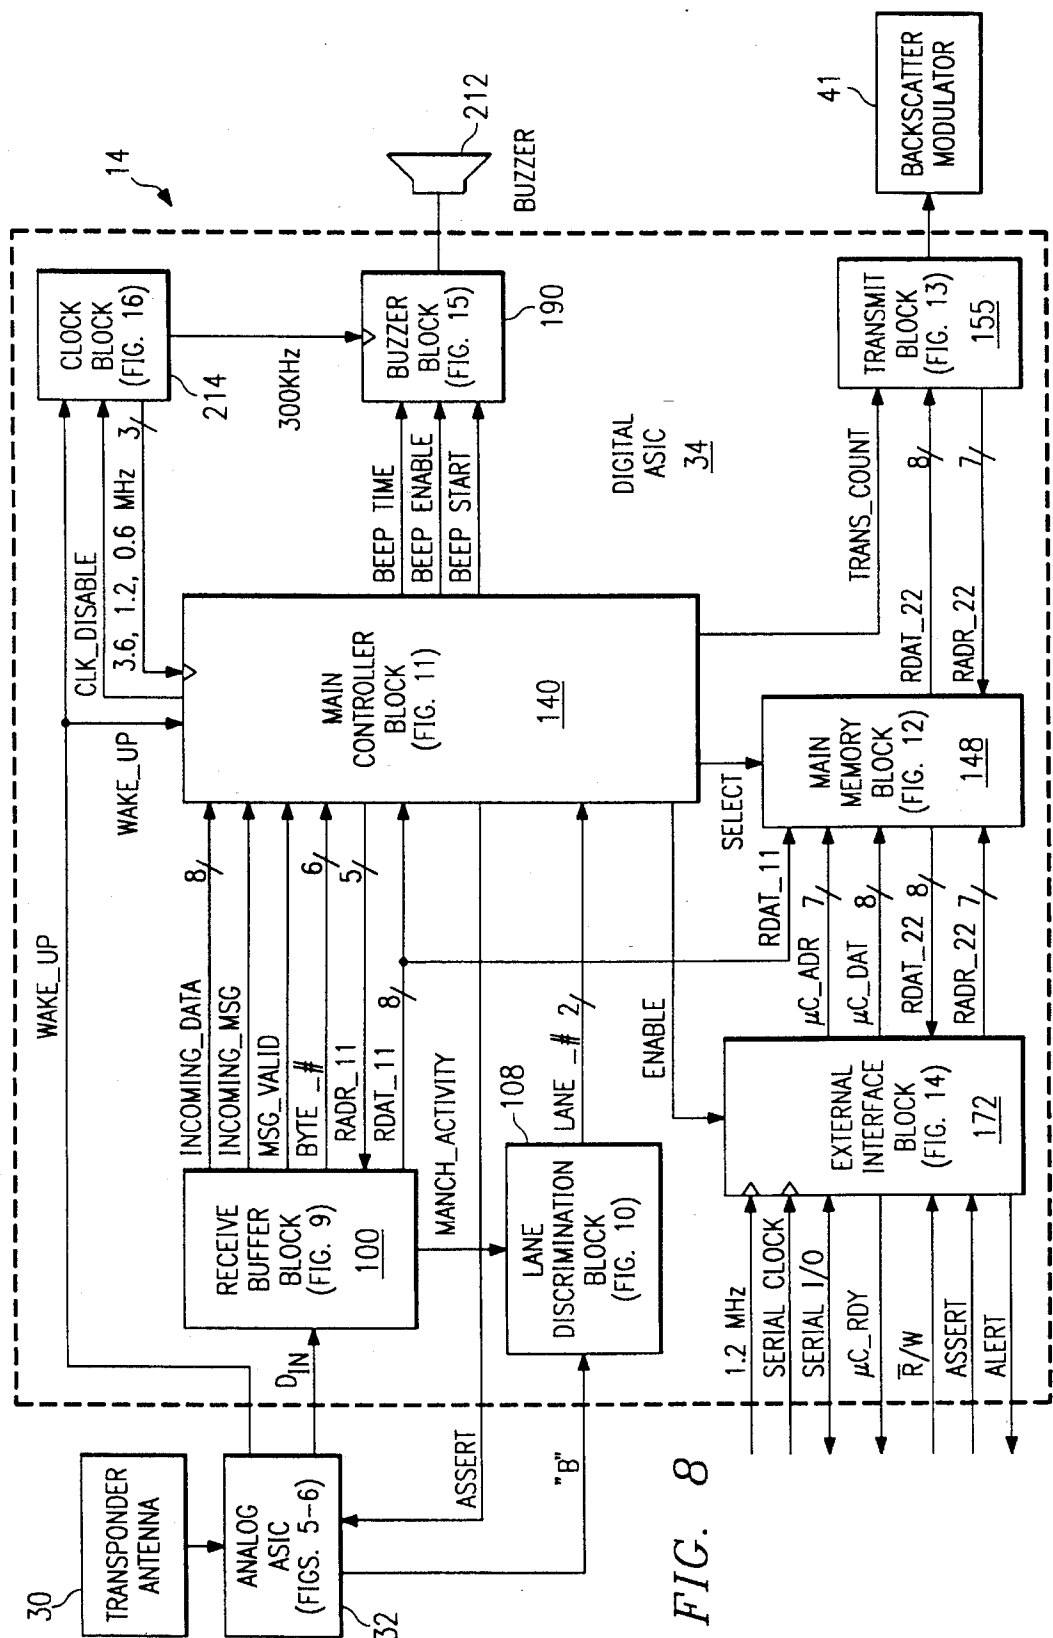 30
TRANSPONDER
ANTENNA
ANALOG
ASIC
(FIGS. 5-6)
32
WAKE_UP
D_IN
ASSERT
"B"
RECEIVE
BUFFER
BLOCK
(FIG. 9)
100
INCOMING_DATA
8
INCOMING_MSG
MSG_VALID
BYTE_#
6
RADR_11
5
RDAT_11
8
MANCH_ACTIVITY
108
LANE
DISCRIMINATION
BLOCK
(FIG. 10)
LANE_#
2
WAKE_UP
CLK_DISABLE
3.6, 1.2, 0.6 MHz
3
MAIN
CONTROLLER
BLOCK
(FIG. 11)
140
CLOCK
BLOCK
(FIG. 16)
214
300KHz
BEEP TIME
BEEP ENABLE
BEEP START
BUZZER
BLOCK
(FIG. 15)
190
14
212
BUZZER
DIGITAL
ASIC
34
ENABLE
SELECT
TRANS_COUNT
RDAT_11
1.2 MHz
SERIAL CLOCK
SERIAL I/O
µC_RDY
R̅/W
ASSERT
ALERT
EXTERNAL
INTERFACE
BLOCK
(FIG. 14)
172
µC_ADR
7
µC_DAT
8
RDAT_22
8
RADR_22
7
MAIN
MEMORY
BLOCK
(FIG. 12)
148
RDAT_22
8
RADR_22
7
TRANSMIT
BLOCK
(FIG. 13)
155
41
BACKSCATTER
MODULATOR
FIG. 8